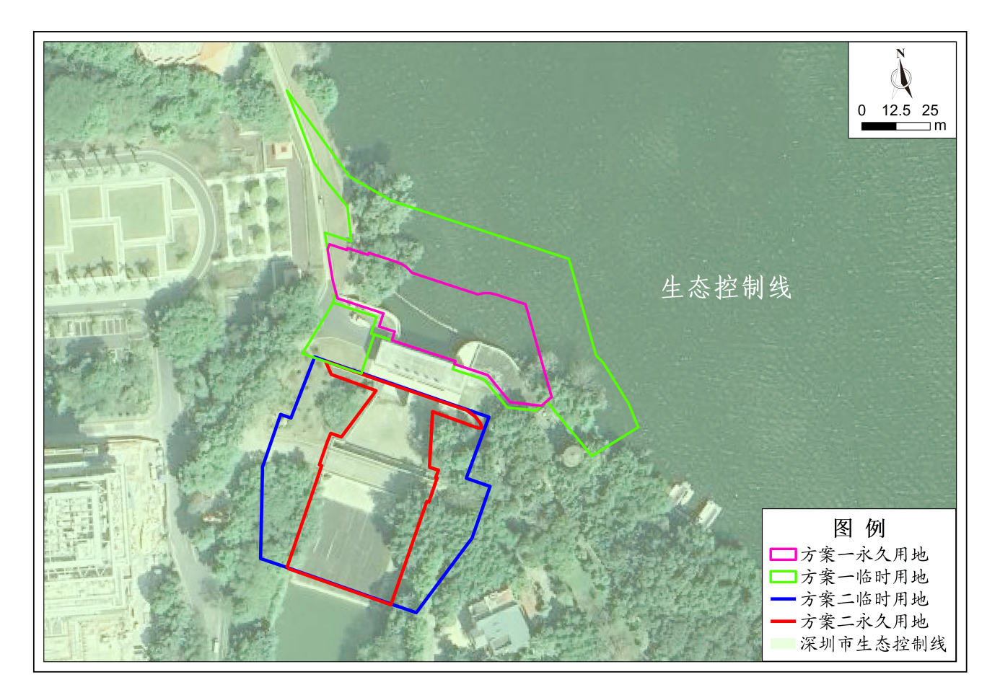 N
0 12.5 25
m
生态控制线
图 例
方案一永久用地
方案一临时用地
方案二临时用地
方案二永久用地
深圳市生态控制线